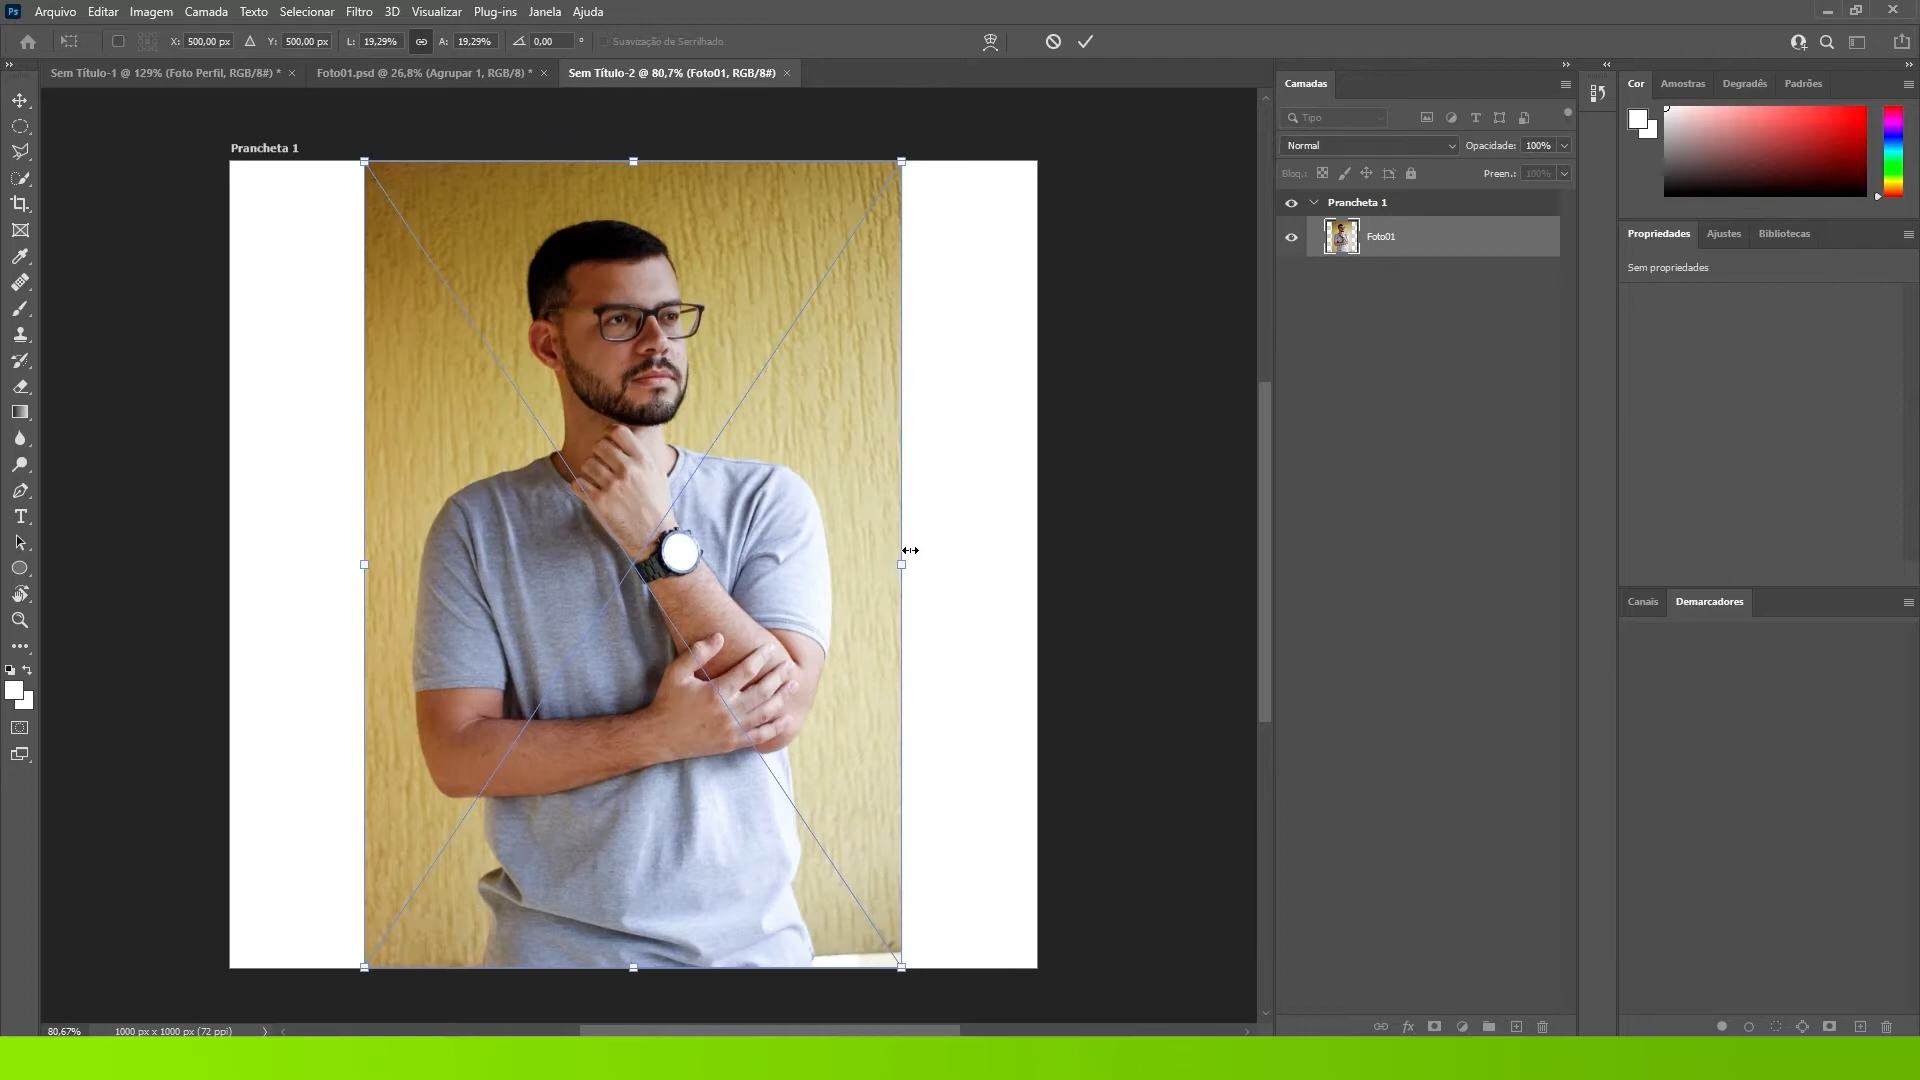 Ps Arquivo Editar Imagem Camada Texto Selecionar Filtro 3D Visualizar Plug-ins Janela Ajuda
X: 500,00 px Y: 500,00 px L: 19,29% A: 19,29% 0,00 ° Suavização de Serrilhado
Sem Título-1 @ 129% (Foto Perfil, RGB/8#) * × Foto01.psd @ 26,8% (Agrupar 1, RGB/8) * × Sem Título-2 @ 80,7% (Foto01, RGB/8#) ×
Prancheta 1
80,67% 1000 px x 1000 px (72 ppi)
Camadas
Tipo
Normal Opacidade: 100%
Bloq.: Preen.: 100%
Prancheta 1
Foto01
fx
Cor Amostras Degradês Padrões
Propriedades Ajustes Bibliotecas
Sem propriedades
Canais Demarcadores